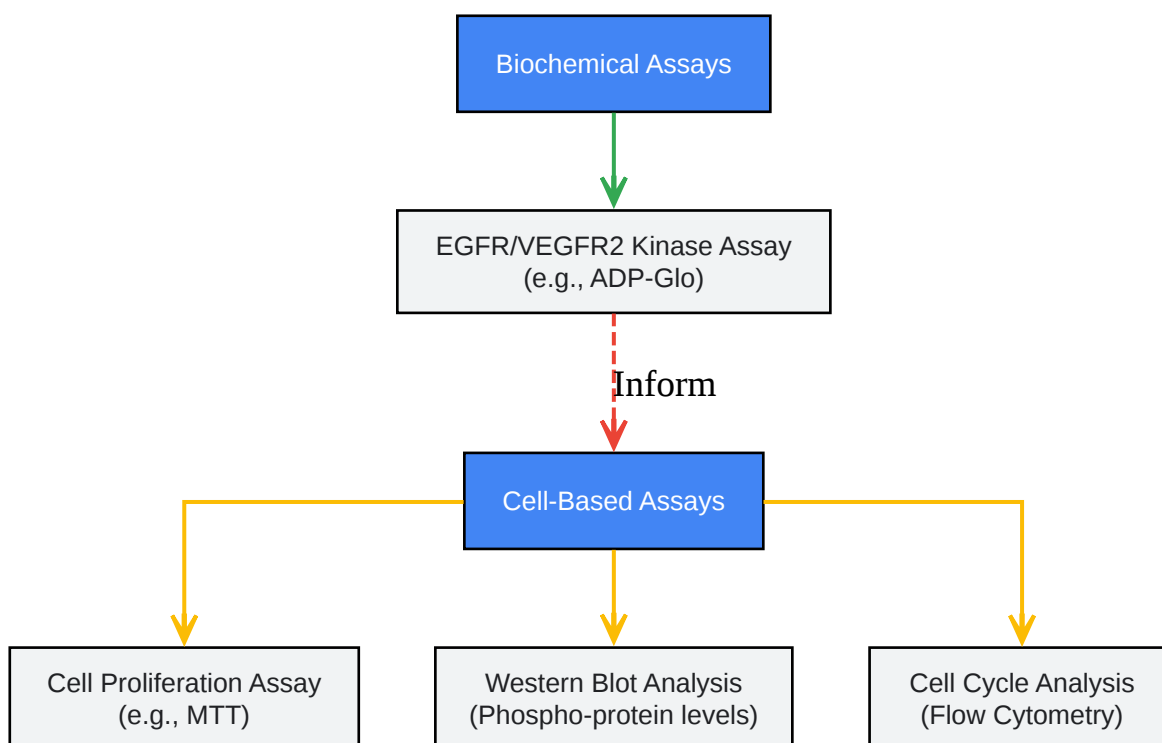 Biochemical Assays
EGFR/VEGFR2 Kinase Assay
(e.g., ADP-Glo)
Inform
Cell-Based Assays
Cell Proliferation Assay
(e.g., MTT)
Western Blot Analysis
(Phospho-protein levels)
Cell Cycle Analysis
(Flow Cytometry)